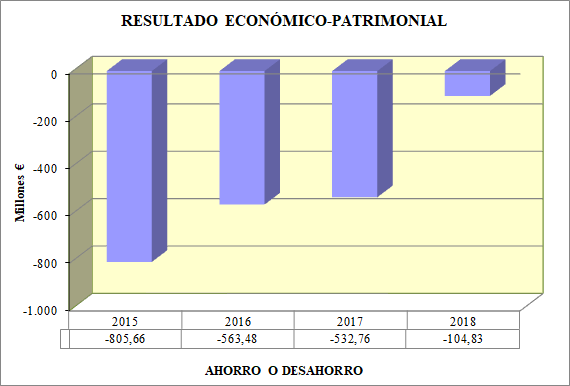 RESULTADO ECONÓMICO-PATRIMONIAL
0
-200
-400
-600
-800
-1.000
Millones €
2015 2016 2017 2018
-805,66 -563,48 -532,76 -104,83
AHORRO O DESAHORRO